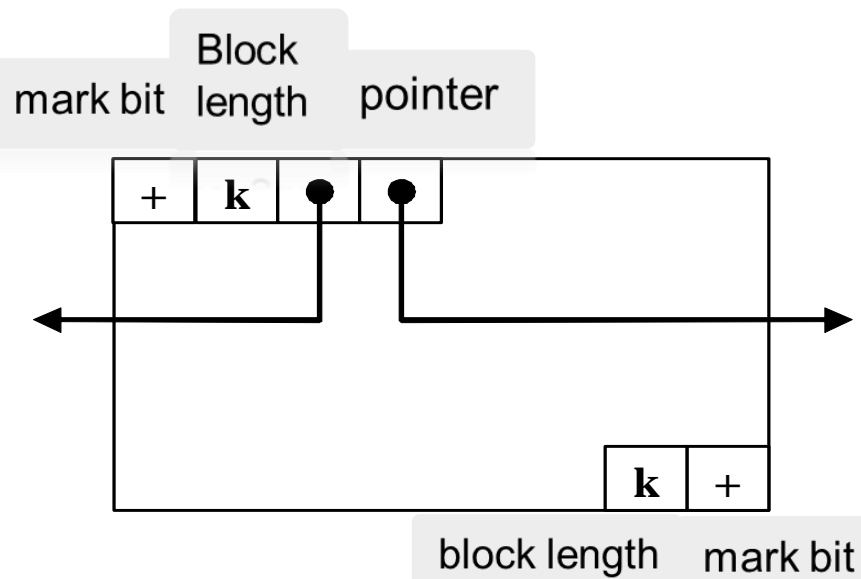 mark bit
Block
length
pointer
+ k
k +
block length
mark bit